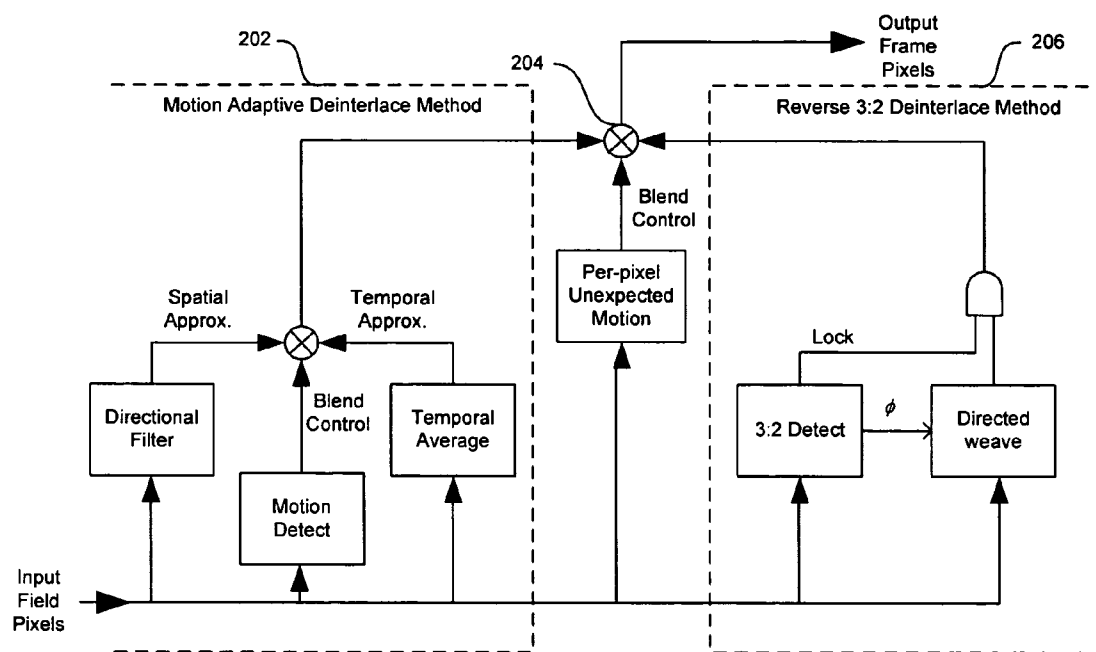 Output
Frame
Pixels
202
204
206
Motion Adaptive Deinterlace Method
Reverse 3:2 Deinterlace Method
Blend
Control
Per-pixel
Unexpected
Motion
Spatial
Approx.
Temporal
Approx.
Lock
Directional
Filter
Blend
Control
Temporal
Average
3:2 Detect
ϕ
Directed
weave
Motion
Detect
Input
Field
Pixels